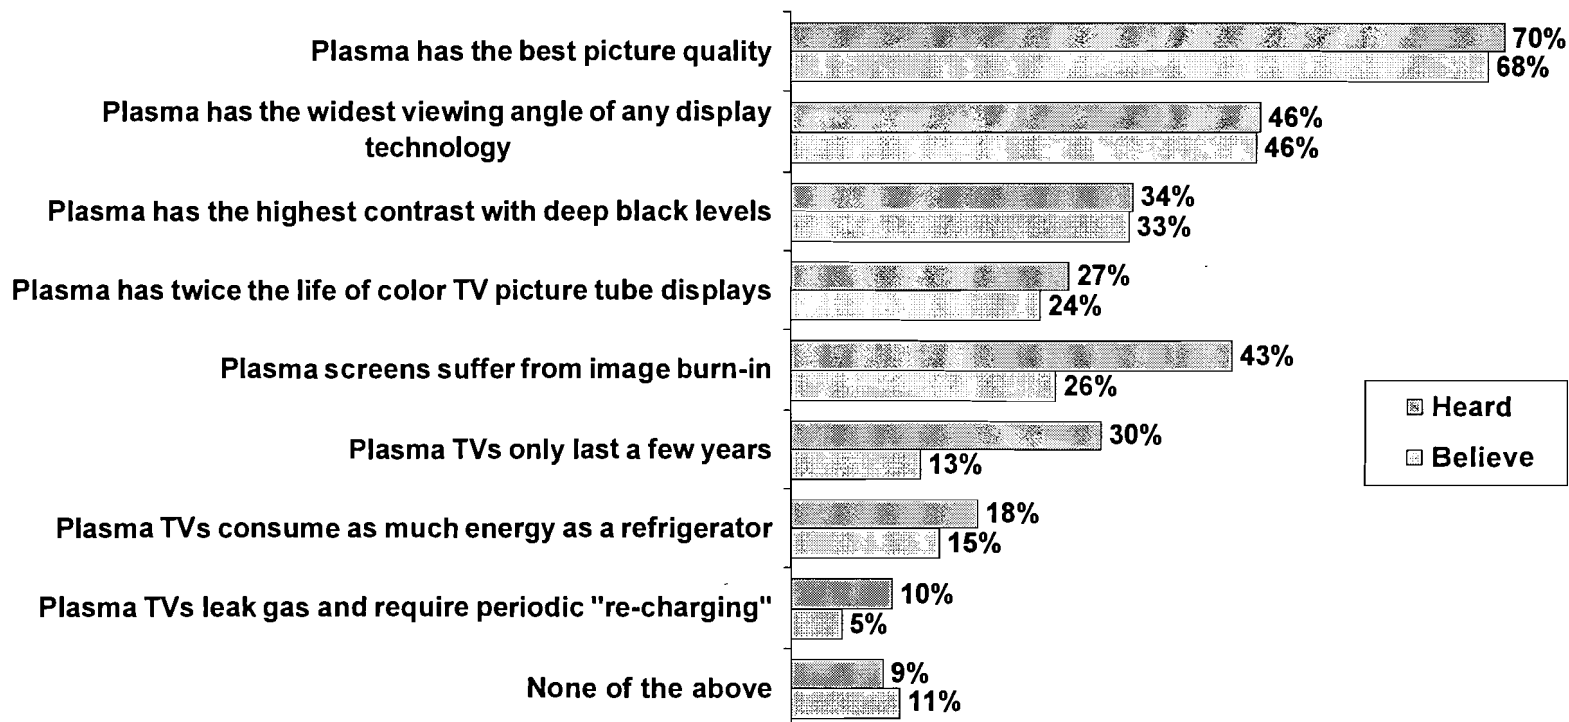 Plasma has the best picture quality
70%
68%
Plasma has the widest viewing angle of any display
technology
46%
46%
Plasma has the highest contrast with deep black levels
34%
33%
Plasma has twice the life of color TV picture tube displays
27%
24%
Plasma screens suffer from image burn-in
43%
26%
Plasma TVs only last a few years
30%
13%
Plasma TVs consume as much energy as a refrigerator
18%
15%
Plasma TVs leak gas and require periodic "re-charging"
10%
5%
None of the above
9%
11%
Heard
Believe